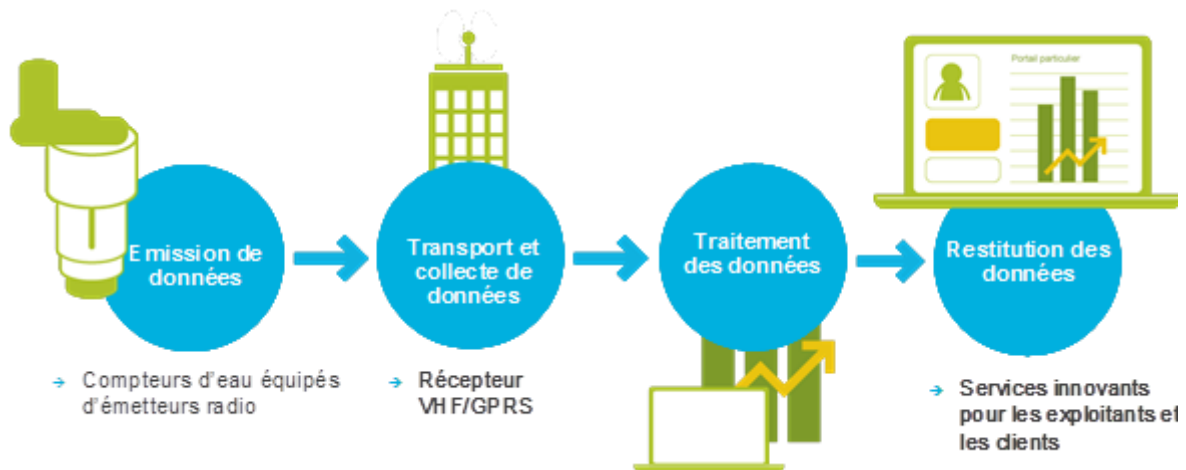 Portail particulier
Emission de
données
Transport et
collecte de
données
Traitement
des données
Restitution des
données
→ Compteurs d'eau équipés
d'émetteurs radio
→ Récepteur
VHF/GPRS
→ Services innovants
pour les exploitants et
les clients